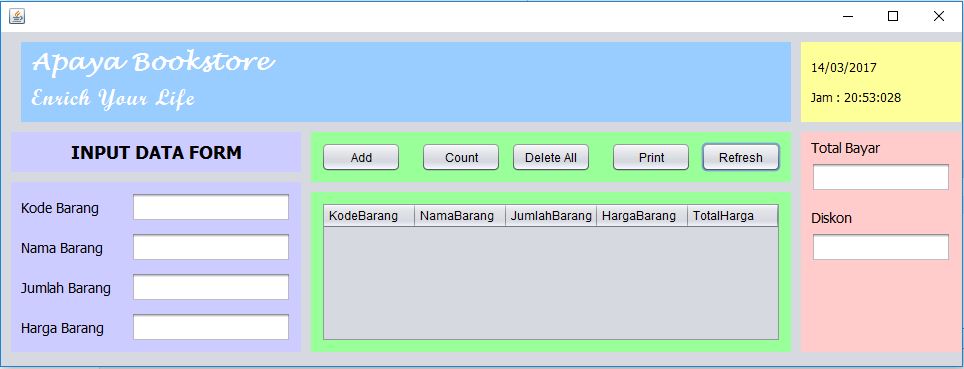 Apaya Bookstore
Enrich Your Life
14/03/2017
Jam : 20:53:028
INPUT DATA FORM
Kode Barang
Nama Barang
Jumlah Barang
Harga Barang
Add Count Delete All Print Refresh
KodeBarang NamaBarang JumlahBarang HargaBarang TotalHarga
Total Bayar
Diskon